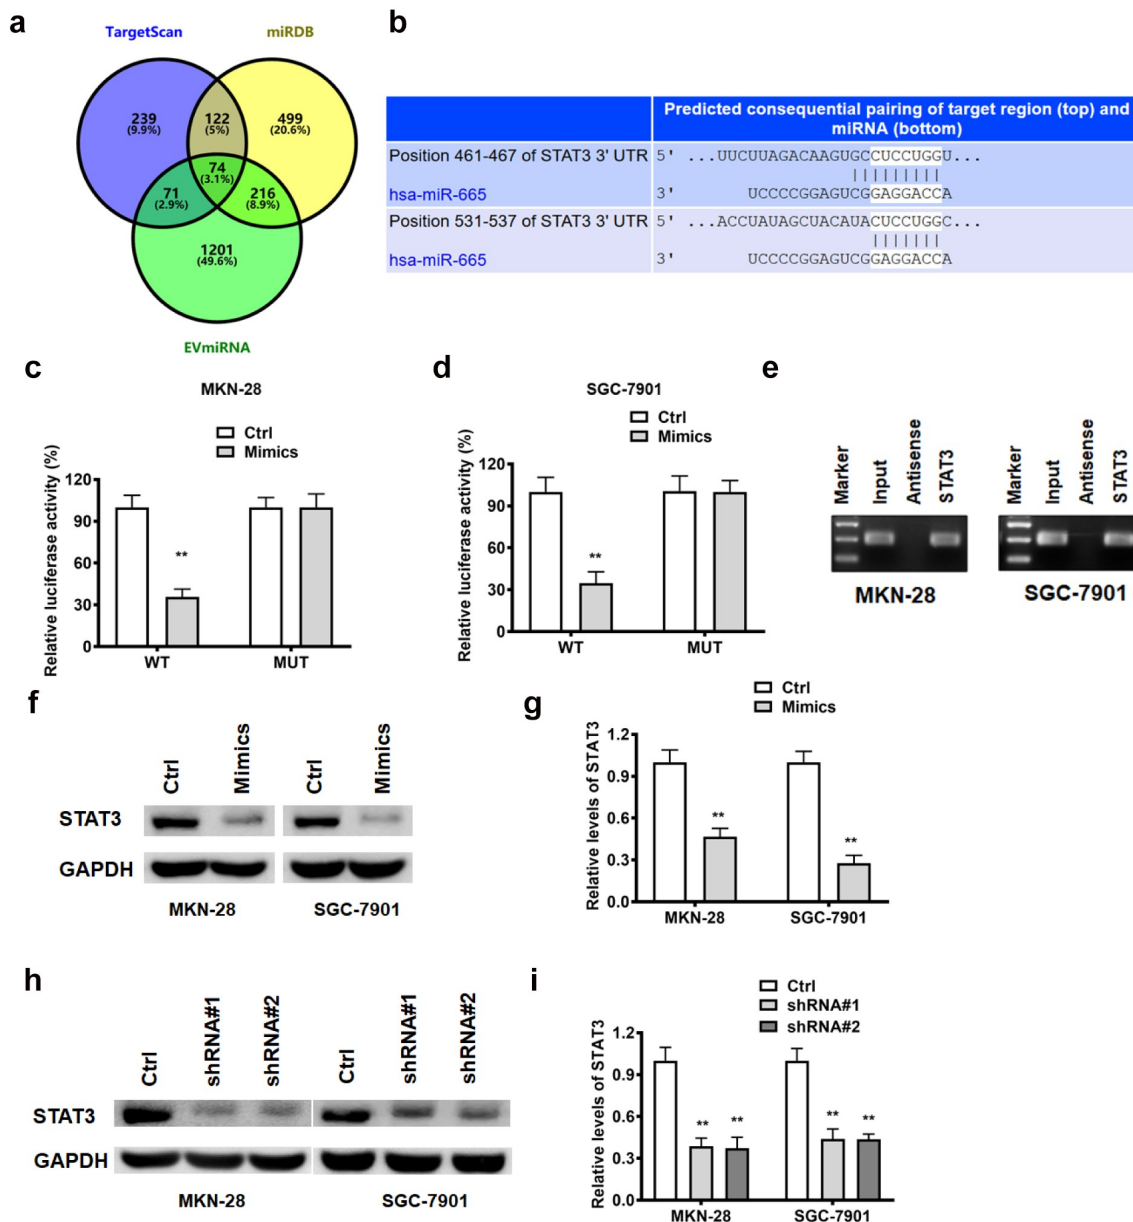 a
TargetScan
miRDB
239
(9.9%)
122
(5%)
499
(20.6%)
74
(3.1%)
71
(2.9%)
216
(8.9%)
1201
(49.6%)
EVmiRNA
b
Predicted consequential pairing of target region (top) and
miRNA (bottom)
Position 461-467 of STAT3 3' UTR 5' ...UUCUUAGACAAGUGCCUCCUGGU...
hsa-miR-665 3' UCCCCGGAGUCGGAGGACCA
Position 531-537 of STAT3 3' UTR 5' ...ACCUAUAGCUACAUACUCCUGGC...
hsa-miR-665 3' UCCCCGGAGUCGGAGGACCA
c
MKN-28
Ctrl
Mimics
Relative luciferase activity (%)
120
90
60
30
0
**
WT MUT
d
SGC-7901
Ctrl
Mimics
Relative luciferase activity (%)
120
90
60
30
0
**
WT MUT
e
Marker Input Antisense STAT3
MKN-28
Marker Input Antisense STAT3
SGC-7901
f
Ctrl Mimics Ctrl Mimics
STAT3
GAPDH
MKN-28 SGC-7901
g
Ctrl
Mimics
Relative levels of STAT3
1.2
0.9
0.6
0.3
0.0
** **
MKN-28 SGC-7901
h
Ctrl shRNA#1 shRNA#2 Ctrl shRNA#1 shRNA#2
STAT3
GAPDH
MKN-28 SGC-7901
i
Ctrl
shRNA#1
shRNA#2
Relative levels of STAT3
1.2
0.9
0.6
0.3
0.0
** ** ** **
MKN-28 SGC-7901